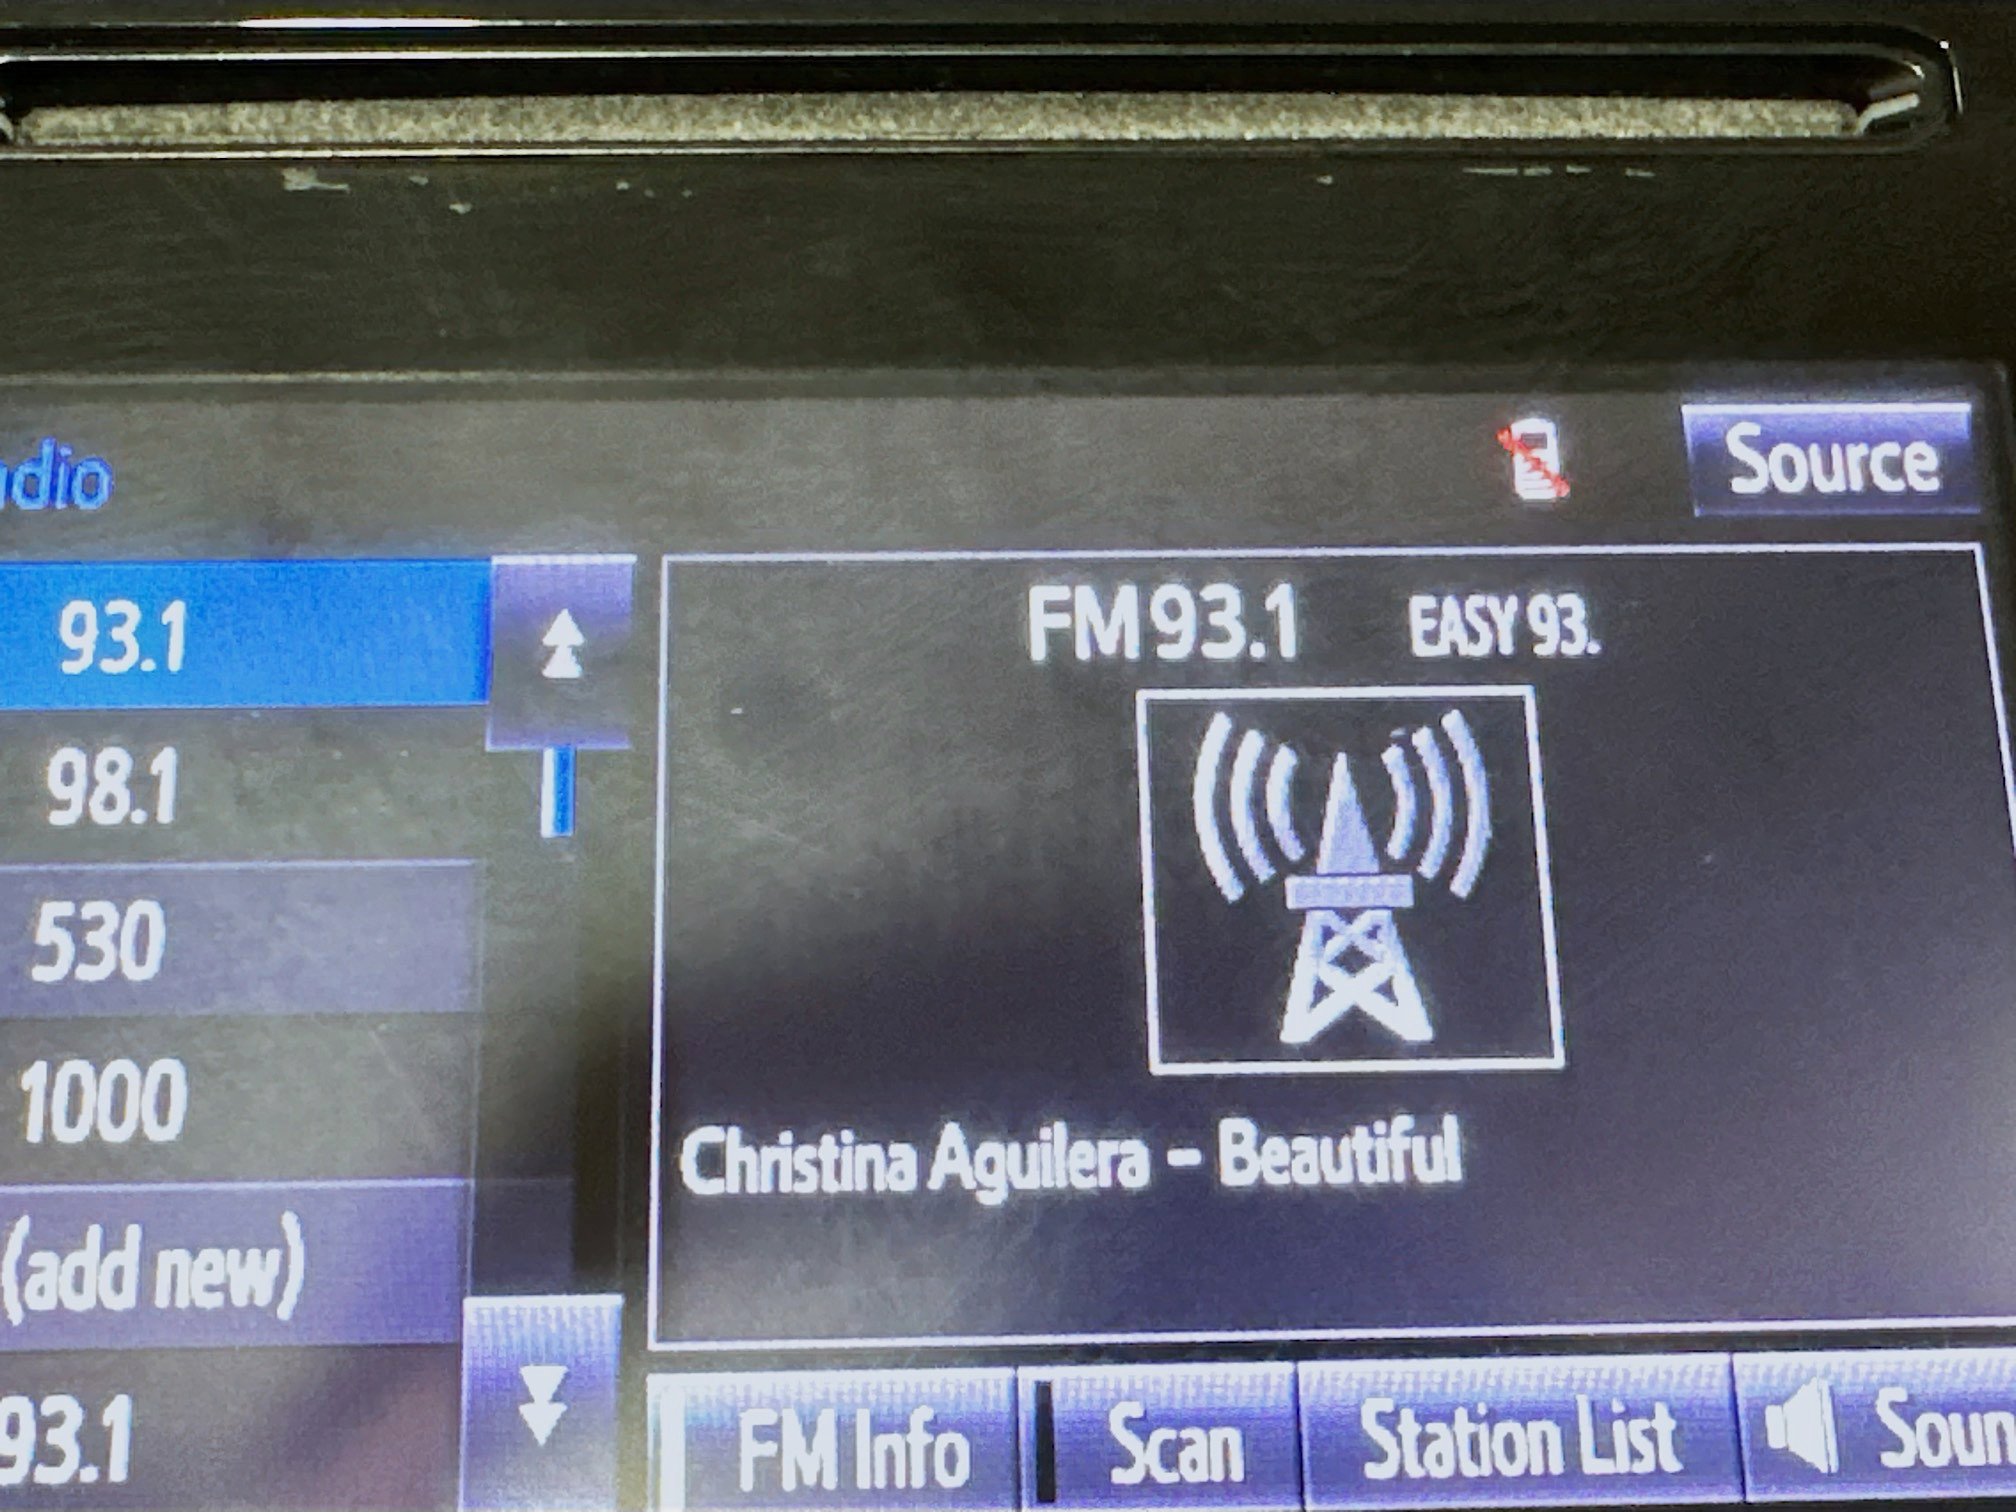 adio
Source
93.1
98.1
530
1000
(add new)
93.1
FM 93.1 EASY 93.
Christina Aguilera - Beautiful
FM Info
Scan
Station List
Soun